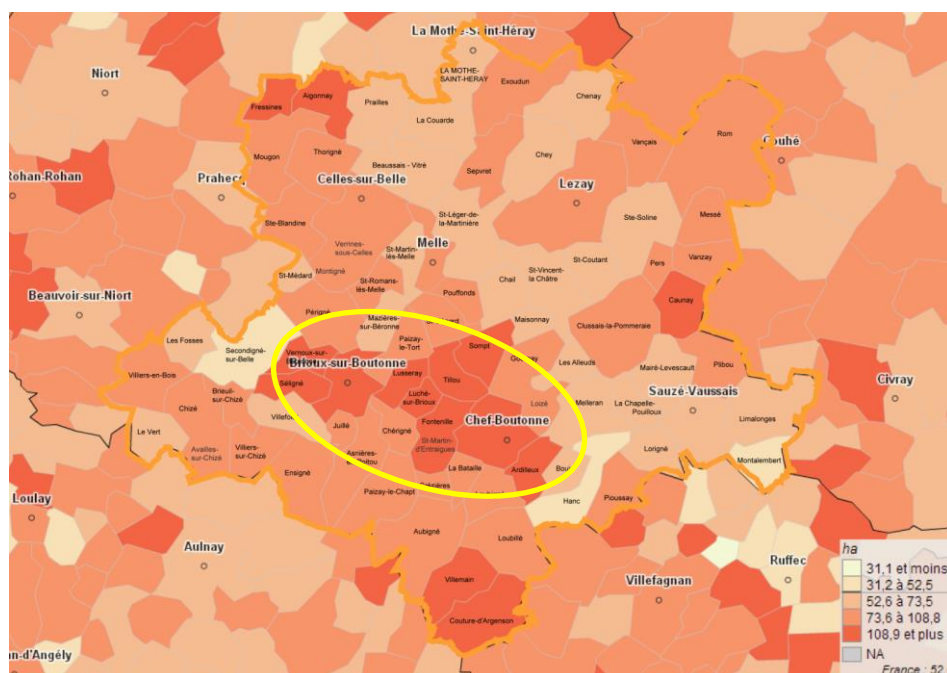 La Mothe-Saint-Héray
Niort
LA MOTHE-
SAINT-HERAY
Exoudun
Aigonnay
Prailles
Chenay
Fressines
La Couarde
Rom
Vançais
Couhé
Thorigné
Chey
Mougon
Beaussais - Vitré
Sepvret
Rohan-Rohan
Prahecq
Celles-sur-Belle
Lezay
St-Léger-de-
la-Martinière
Ste-Soline
Messé
Ste-Blandine
Verrines-
sous-Celles
St-Martin-
lès-Melle
Melle
St-Coutant
Vanzay
St-Médard
Montigné
St-Romans-
lès-Melle
Chail
St-Vincent-
la Châtre
Pers
Pouffonds
Beauvoir-sur-Niort
Caunay
Périgné
Mazières-
sur-Béronne
Maisonnay
Clussais-la-Pommeraie
Les Fosses
Secondigné-
sur-Belle
Paizay-
le-Tort
Sompt
Vernoux-sur-
Brioux-sur-Boutonne
Les Alleuds
Mairé-Levescault
Plibou
Villiers-en-Bois
Séligné
Lusseray
Tillou
Civray
Brieuil-
sur-Chizé
Luché-
sur-Brioux
Loizé
Melleran
Sauzé-Vaussais
La Chapelle-
Pouilloux
Chizé
Fontenille
Chef-Boutonne
Limalonges
Le Vert
Juillé
Chérigné
St-Martin
d'Entraigues
Availles-
sur-Chizé
Villiers-
sur-Chizé
Lorigné
Montalembert
Ensigné
La Bataille
Ardilleux
Paizay-le-Chapt
Hanc
Pioussay
Loulay
Aubigné
Loubillé
Aulnay
Villemain
Villefagnan
Ruffec
Couture-d'Argenson
ha
31,1 et moins
31,2 à 52,5
52,6 à 73,5
73,6 à 108,8
108,9 et plus
NA
France : 52
an-d'Angély